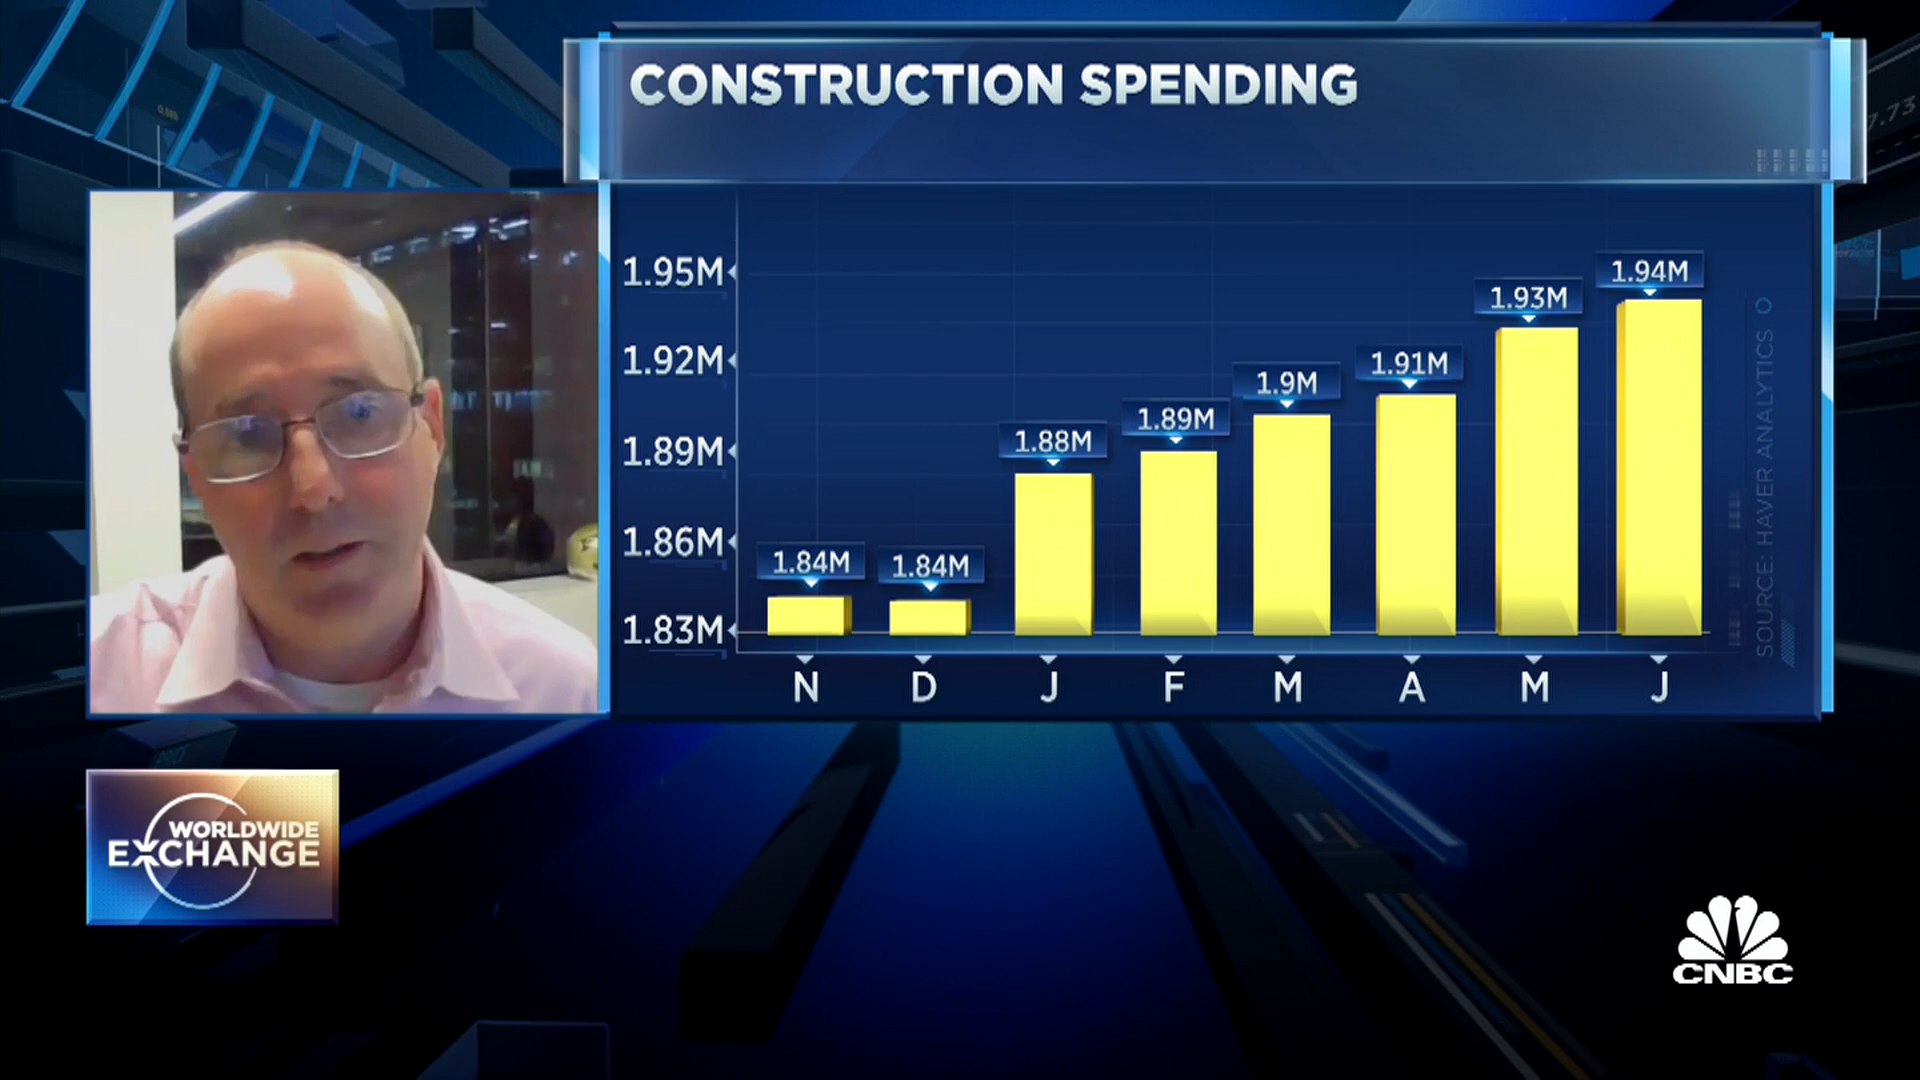 CONSTRUCTION SPENDING
1.95M
1.92M
1.89M
1.86M
1.83M
1.84M
1.84M
1.88M
1.89M
1.9M
1.91M
1.93M
1.94M
N D J F M A M J
SOURCE: HAVER ANALYTICS
WORLDWIDE
EXCHANGE
CNBC